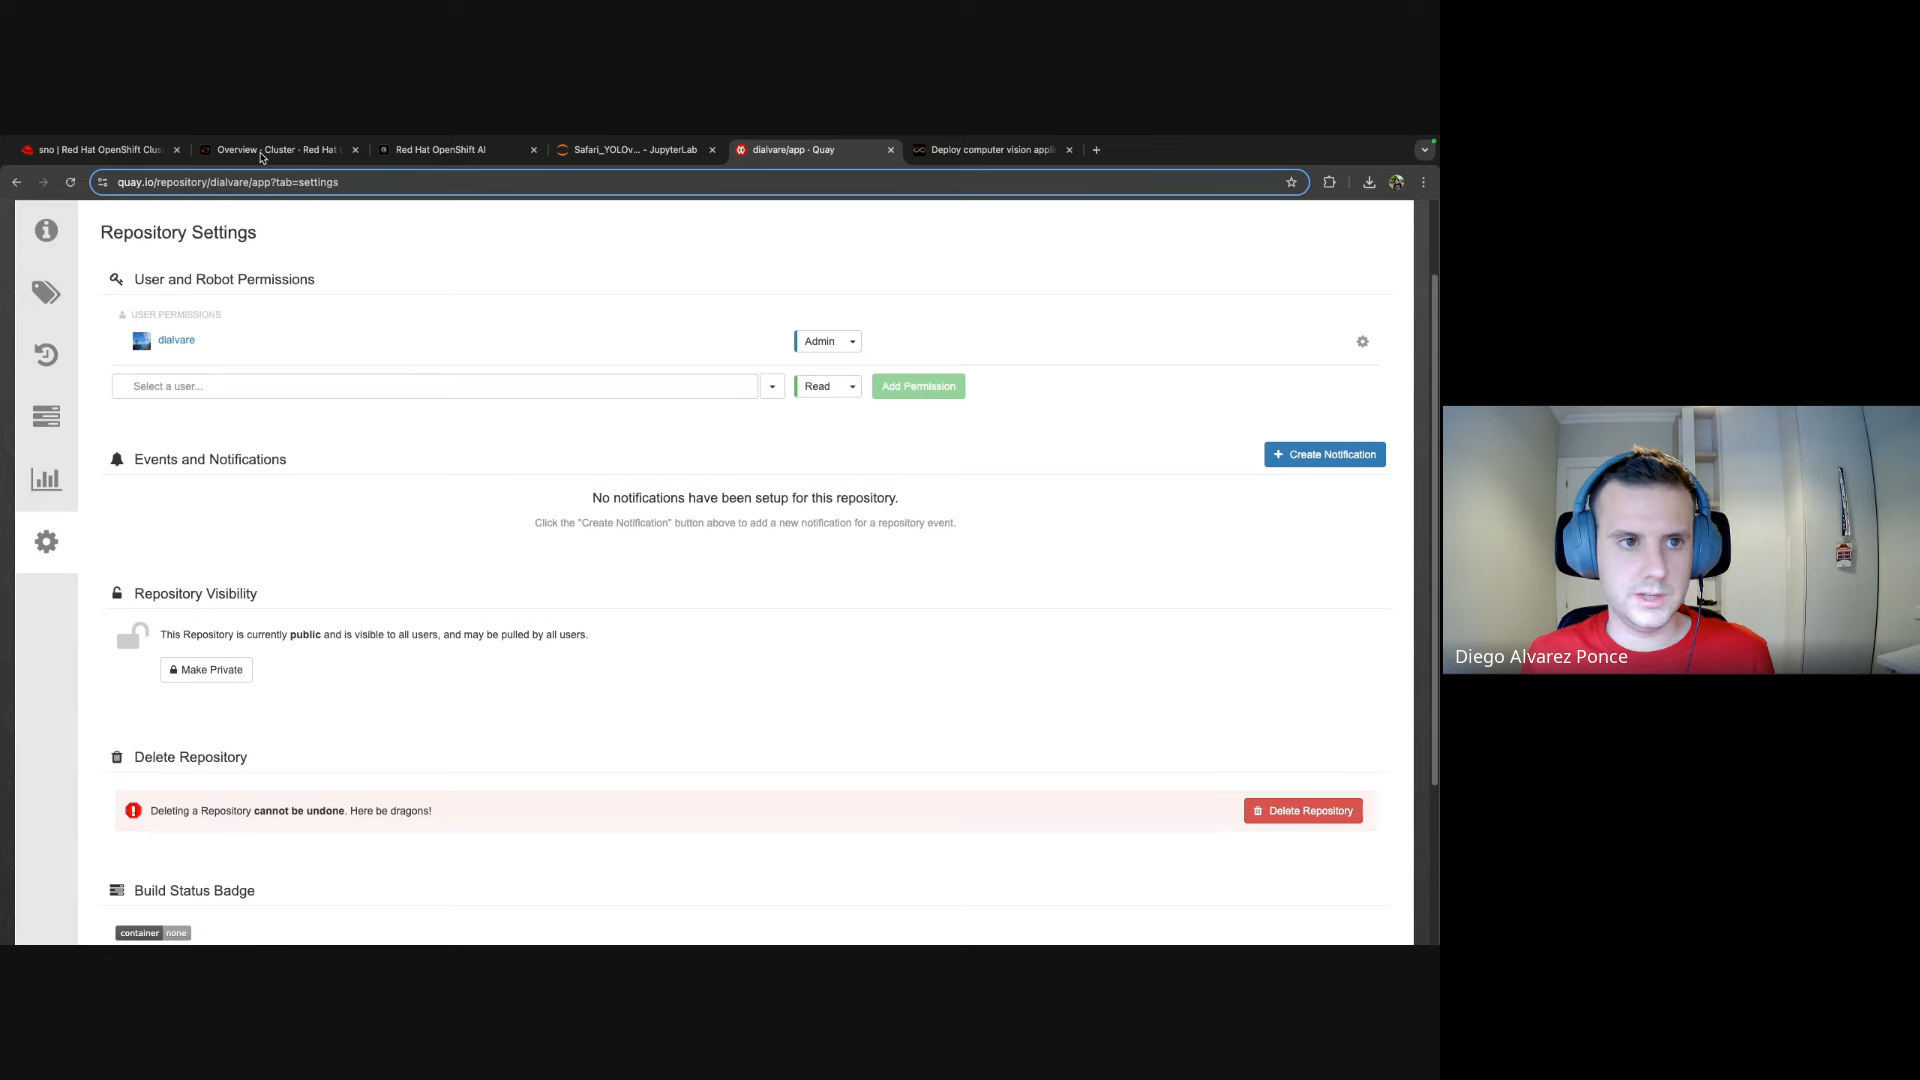 sno | Red Hat OpenShift Clus
Overview · Cluster · Red Hat
Red Hat OpenShift AI
Safari_YOLOv... - JupyterLab
dialvare/app · Quay
Deploy computer vision appli
quay.io/repository/dialvare/app?tab=settings
Repository Settings
User and Robot Permissions
USER PERMISSIONS
dialvare
Admin
Select a user...
Read
Add Permission
Events and Notifications
Create Notification
No notifications have been setup for this repository.
Click the "Create Notification" button above to add a new notification for a repository event.
Repository Visibility
This Repository is currently public and is visible to all users, and may be pulled by all users.
Make Private
Delete Repository
Deleting a Repository cannot be undone. Here be dragons!
Delete Repository
Build Status Badge
container none
Diego Alvarez Ponce